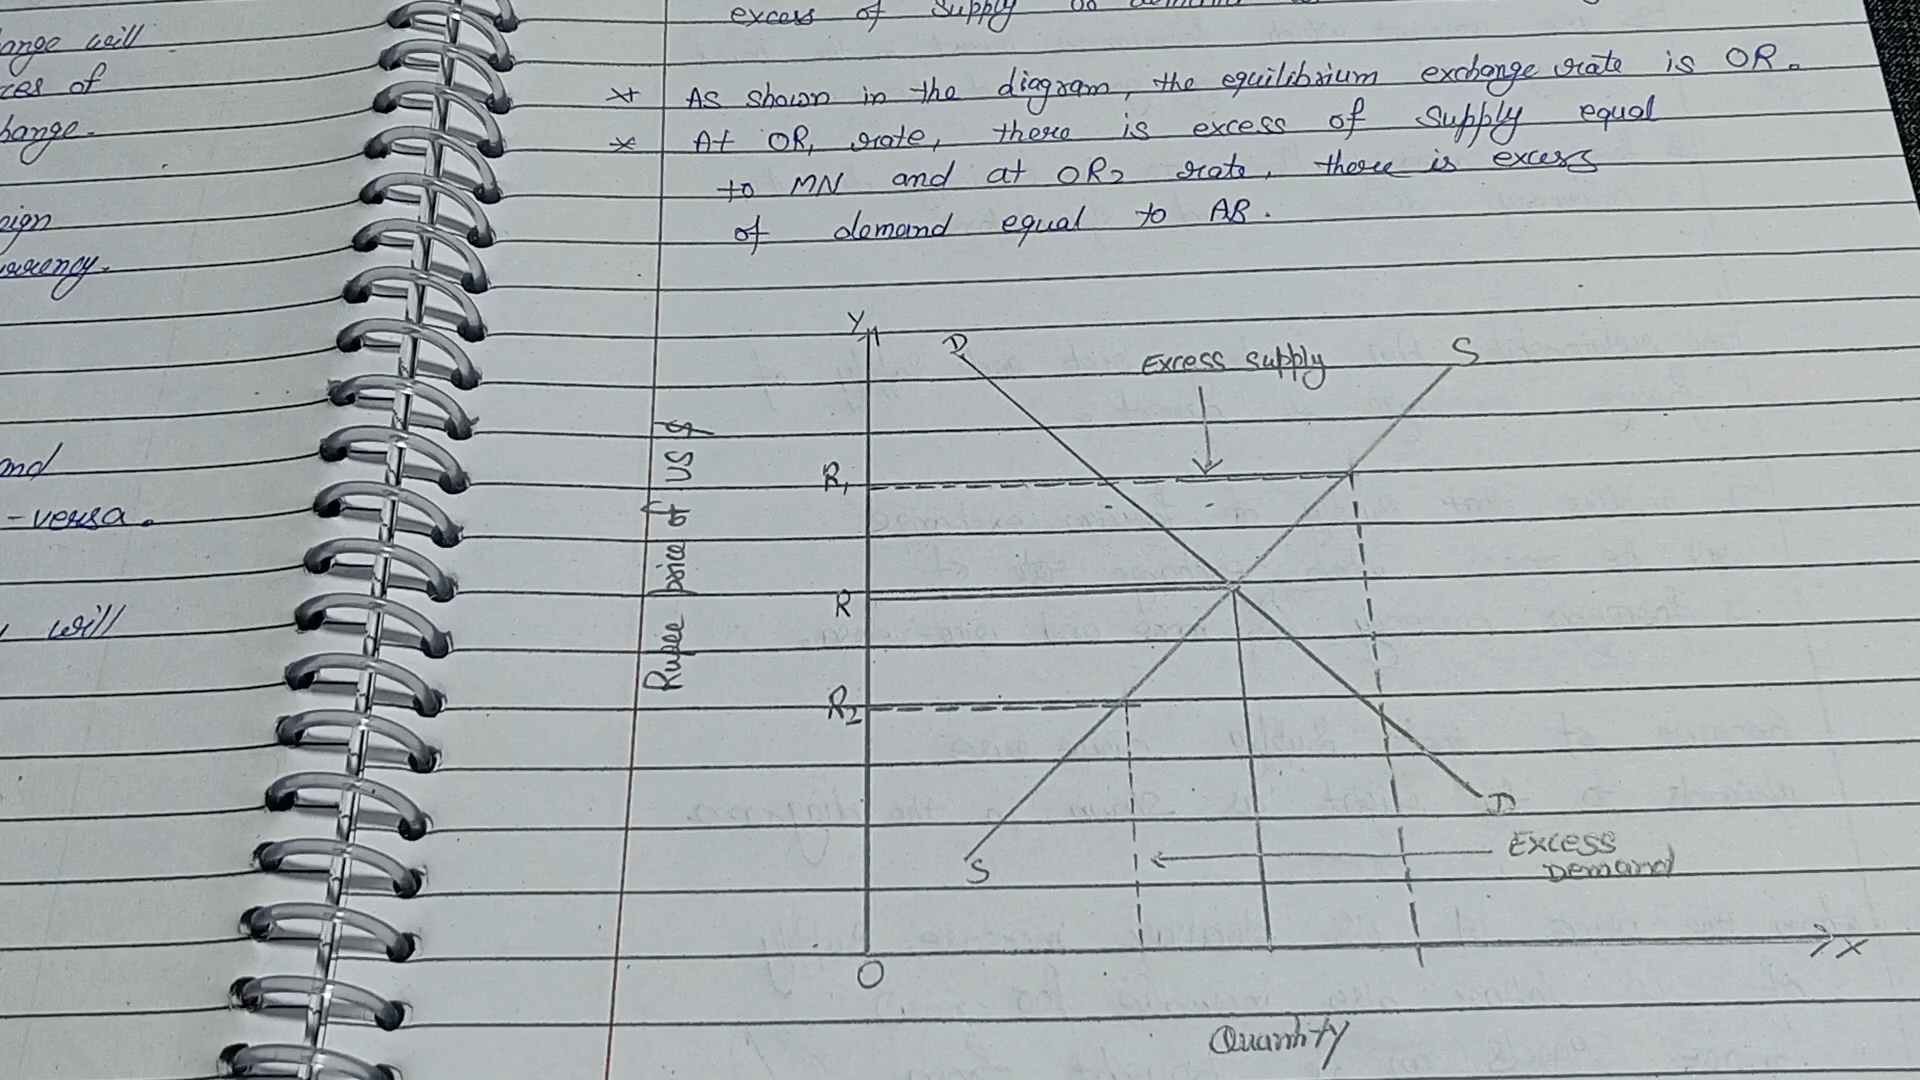 ange will
ces of
hange.
eign
urrency.
and
-versa.
will
excess of supply
* As shown in the diagram, the equilibrium exchange rate is OR.
* At OR1 rate, there is excess of supply equal
to MN and at OR2 rate, there is excess
of demand equal to AB.
Y
D
Excess supply
S
Rupee price of US $
R1
R
R2
D
Excess
Demand
S
O
X
Quantity